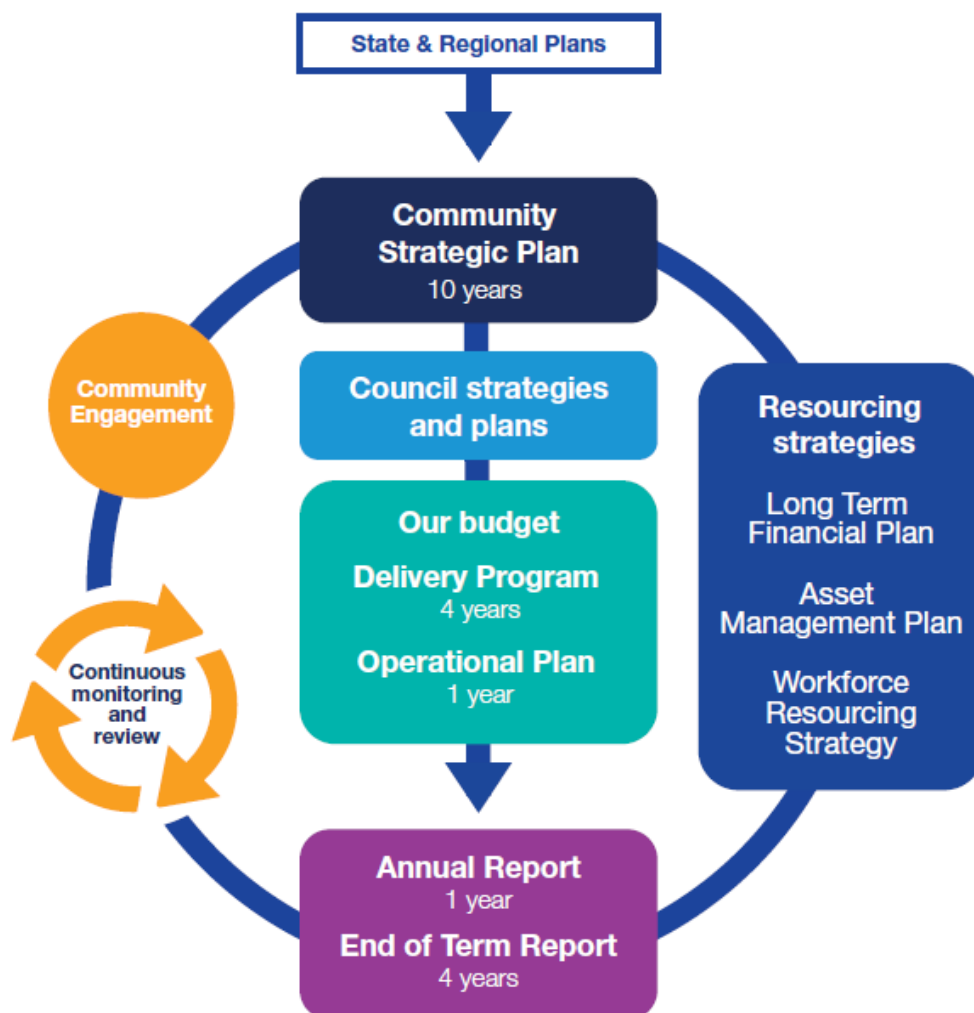 State & Regional Plans
Community
Strategic Plan
10 years
Community
Engagement
Council strategies
and plans
Resourcing
strategies
Long Term
Financial Plan
Asset
Management Plan
Workforce
Resourcing
Strategy
Our budget
Delivery Program
4 years
Operational Plan
1 year
Continuous
monitoring
and
review
Annual Report
1 year
End of Term Report
4 years